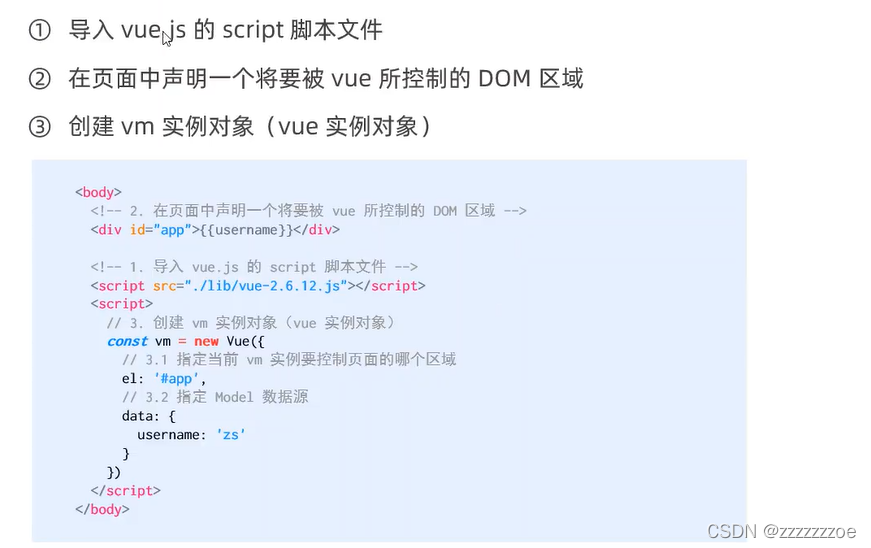 ① 导入 vue.js 的 script 脚本文件
② 在页面中声明一个将要被 vue 所控制的 DOM 区域
③ 创建 vm 实例对象（vue 实例对象）
<body>
<!-- 2. 在页面中声明一个将要被 vue 所控制的 DOM 区域 -->
<div id="app">{{username}}</div>
<!-- 1. 导入 vue.js 的 script 脚本文件 -->
<script src="./lib/vue-2.6.12.js"></script>
<script>
// 3. 创建 vm 实例对象（vue 实例对象）
const vm = new Vue({
// 3.1 指定当前 vm 实例要控制页面的哪个区域
el: '#app',
// 3.2 指定 Model 数据源
data: {
username: 'zs'
}
})
</script>
</body>
CSDN @zzzzzzzoe